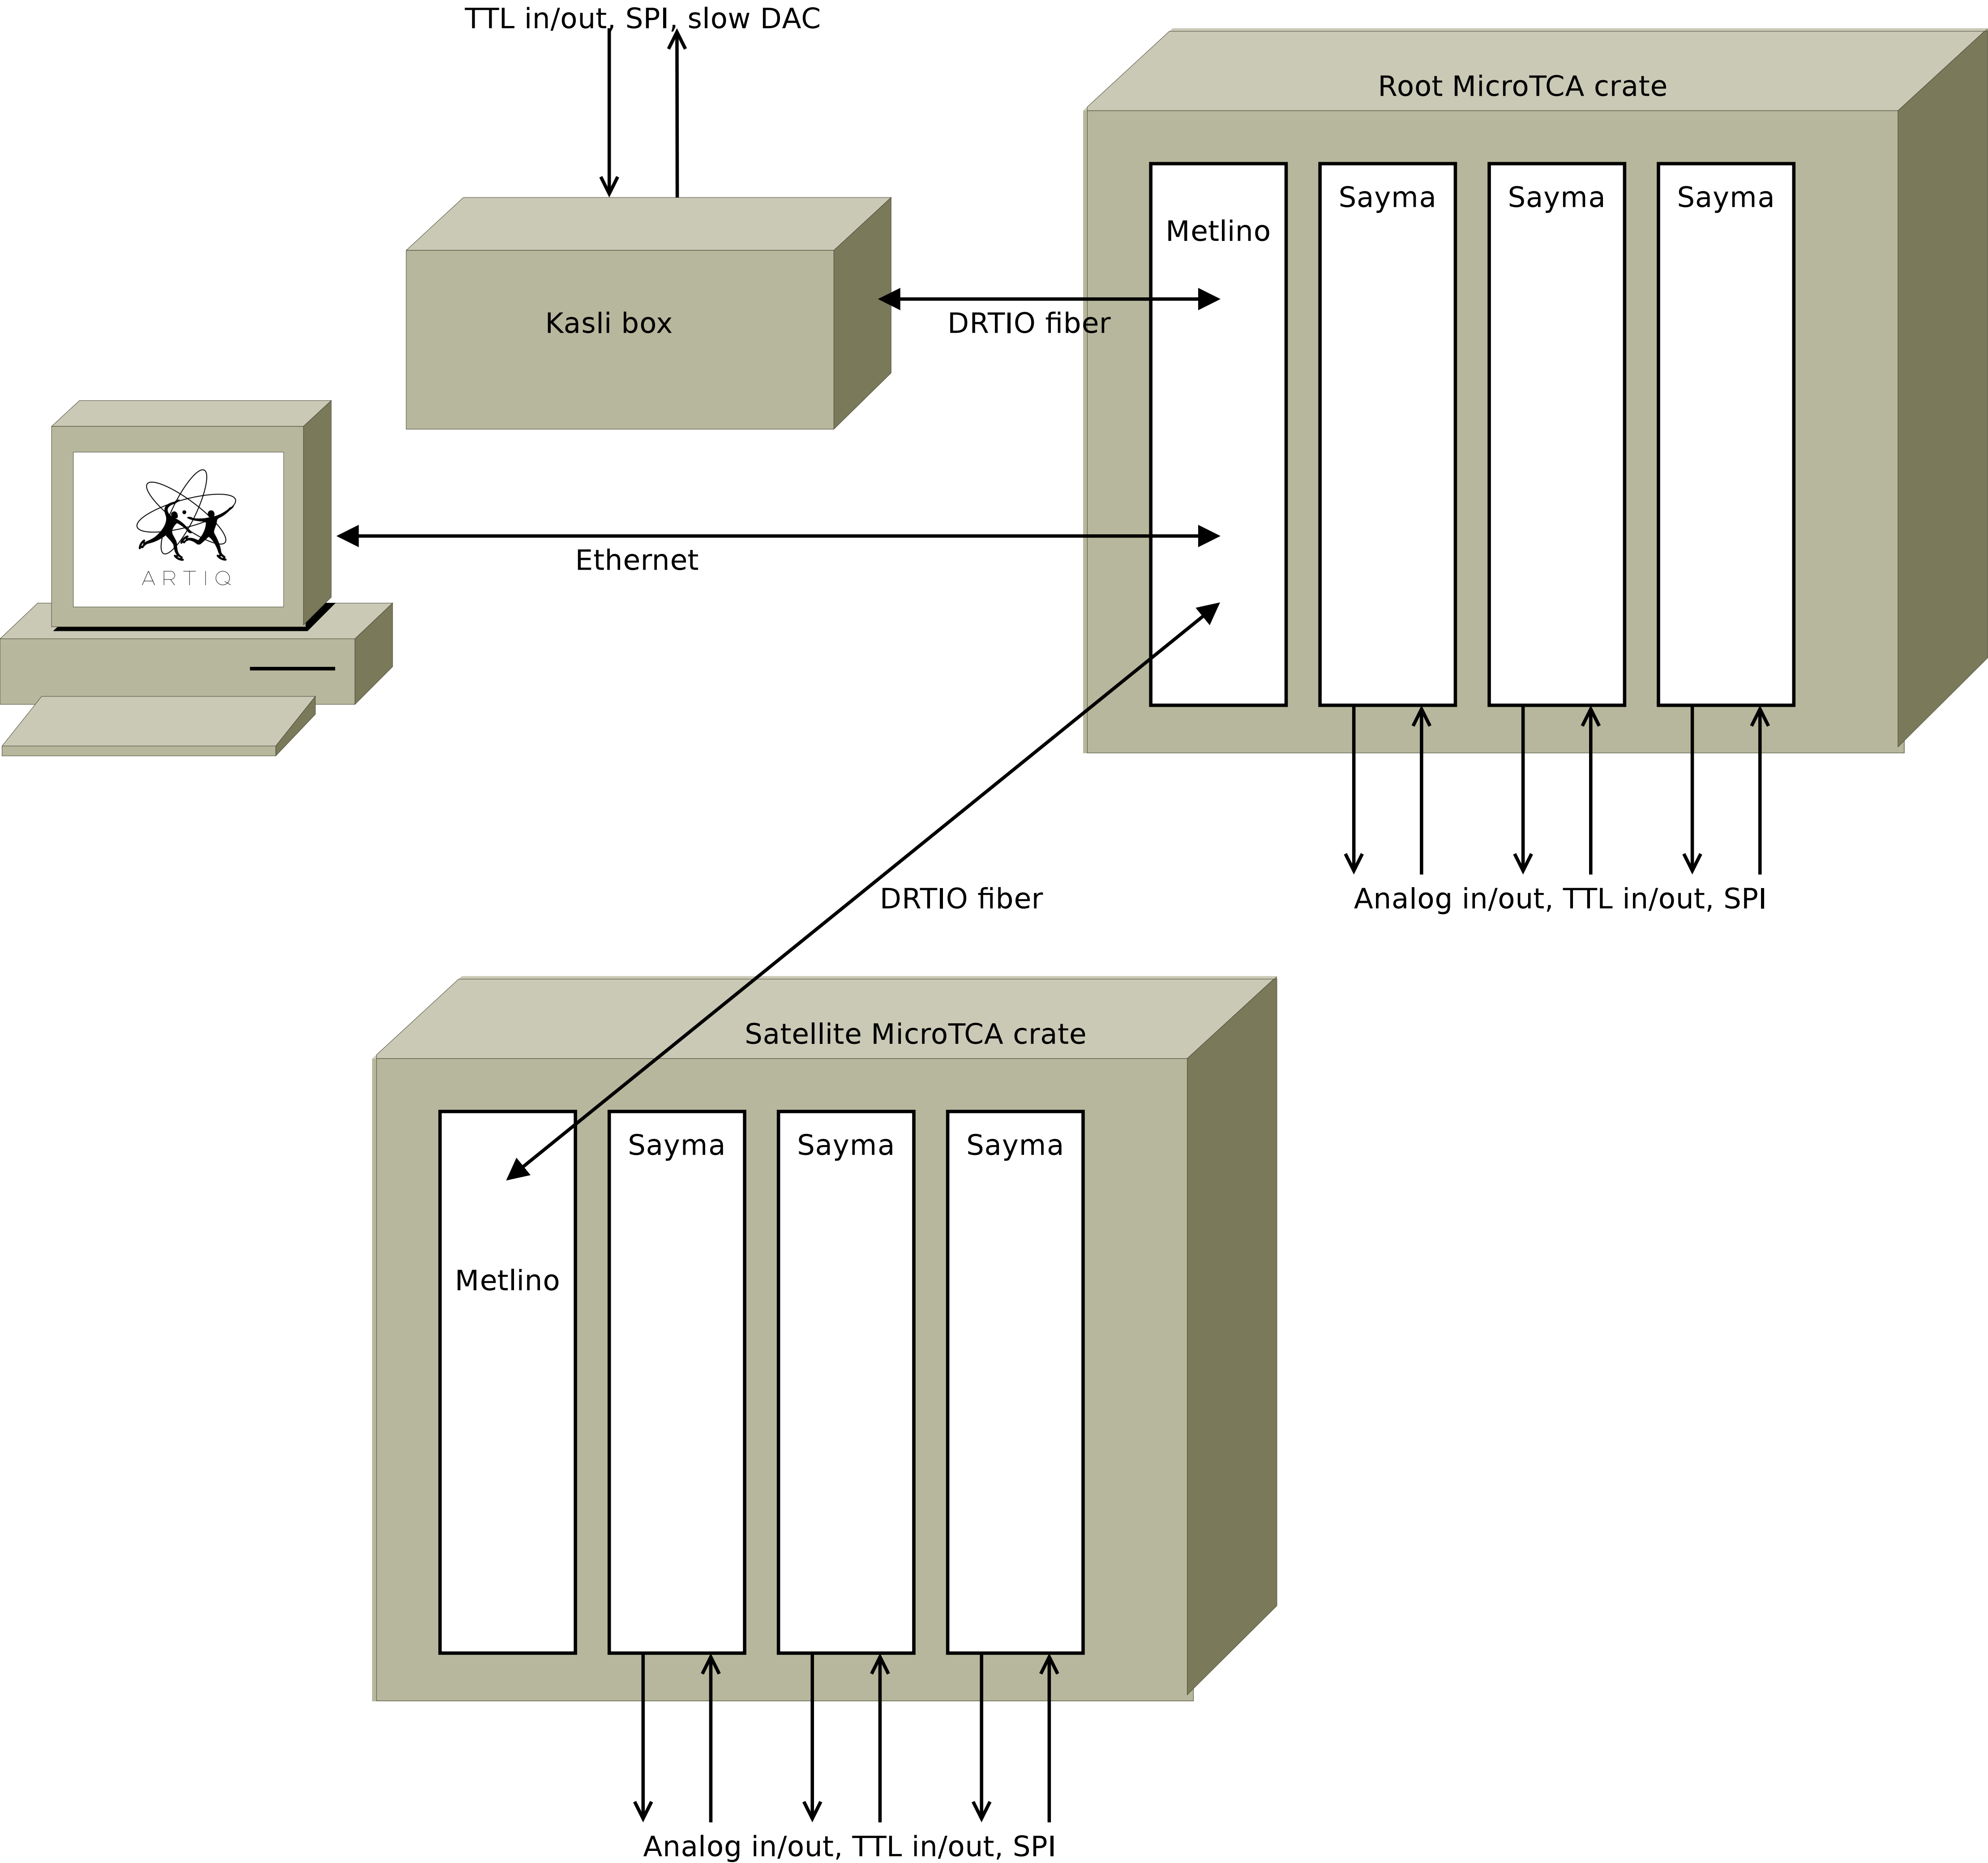 TTL in/out, SPI, slow DAC
Root MicroTCA crate
Metlino
Sayma
Sayma
Sayma
Kasli box
DRTIO fiber
ARTIQ
Ethernet
Analog in/out, TTL in/out, SPI
DRTIO fiber
Satellite MicroTCA crate
Sayma
Sayma
Sayma
Metlino
Analog in/out, TTL in/out, SPI